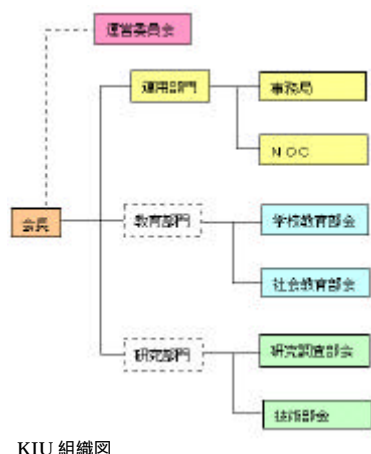 運営委員会
運用部門
事務局
NOC
会長
教育部門
学校教育部会
社会教育部会
研究部門
研究調査部会
技術部会
KIU 組織図